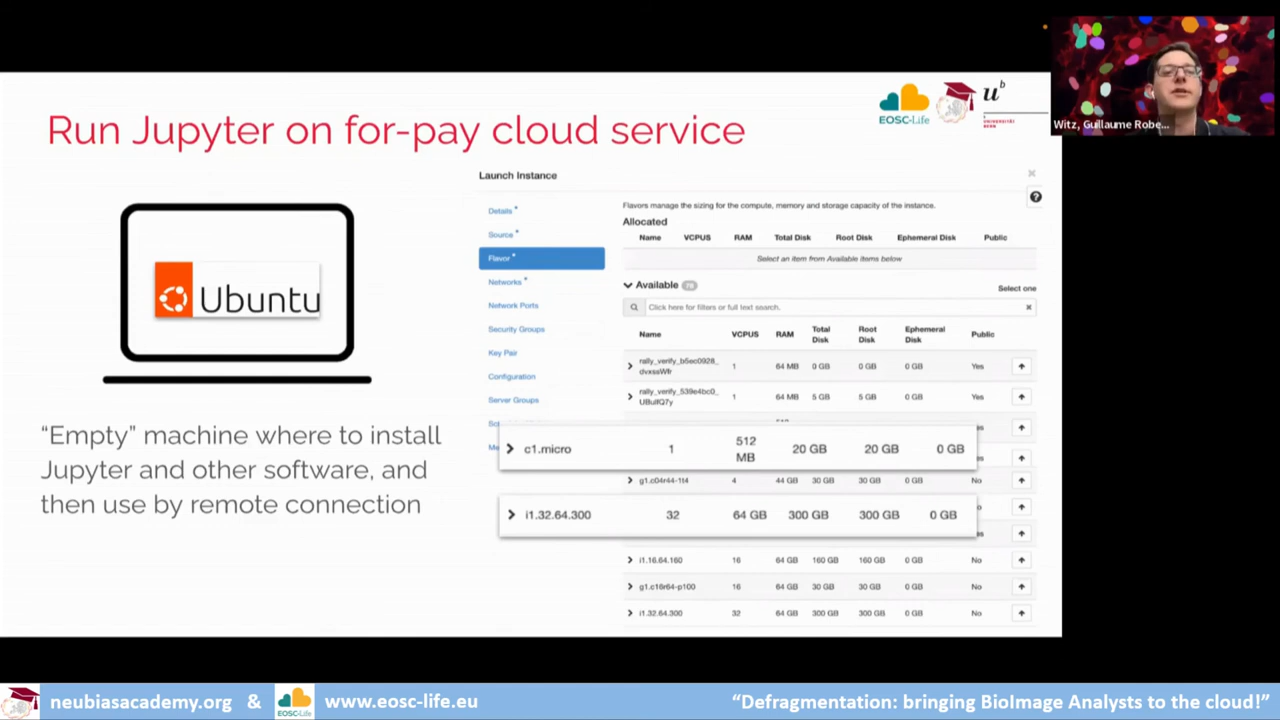 Run Jupyter on for-pay cloud service
EOSC-Life
u b
UNIVERSITÄT
BERN
Witz, Guillaume Robe...
Ubuntu
"Empty" machine where to install
Jupyter and other software, and
then use by remote connection
Launch Instance
Details *
Source *
Flavor *
Networks *
Network Ports
Security Groups
Key Pair
Configuration
Server Groups
Flavors manage the sizing for the compute, memory and storage capacity of the instance.
Allocated
Name VCPUS RAM Total Disk Root Disk Ephemeral Disk Public
Select an item from Available items below
Available 78 Select one
Click here for filters or full text search.
Name VCPUS RAM Total Disk Root Disk Ephemeral Disk Public
rally_verify_b5ec0928_ 1 64 MB 0 GB 0 GB 0 GB Yes
rally_verify_539e4bc0_ 1 64 MB 5 GB 5 GB 0 GB Yes
c1.micro 1 512 MB 20 GB 20 GB 0 GB
g1.c04r44-1t4 4 44 GB 30 GB 30 GB 0 GB No
i1.32.64.300 32 64 GB 300 GB 300 GB 0 GB
i1.16.64.160 16 64 GB 160 GB 160 GB 0 GB No
g1.c16r64-p100 16 64 GB 30 GB 30 GB 0 GB No
i1.32.64.300 32 64 GB 300 GB 300 GB 0 GB No
neubiasacademy.org & EOSC-Life www.eosc-life.eu "Defragmentation: bringing BioImage Analysts to the cloud!"